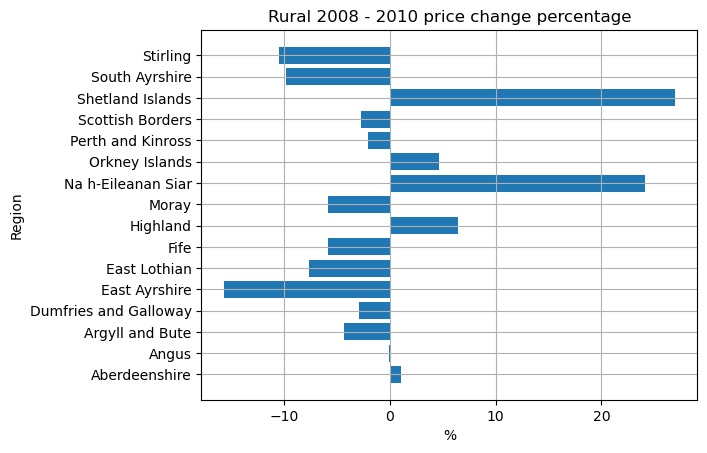 Rural 2008 - 2010 price change percentage
Stirling
South Ayrshire
Shetland Islands
Scottish Borders
Perth and Kinross
Orkney Islands
Na h-Eileanan Siar
Moray
Highland
Fife
East Lothian
East Ayrshire
Dumfries and Galloway
Argyll and Bute
Angus
Aberdeenshire
Region
−10 0 10 20
%